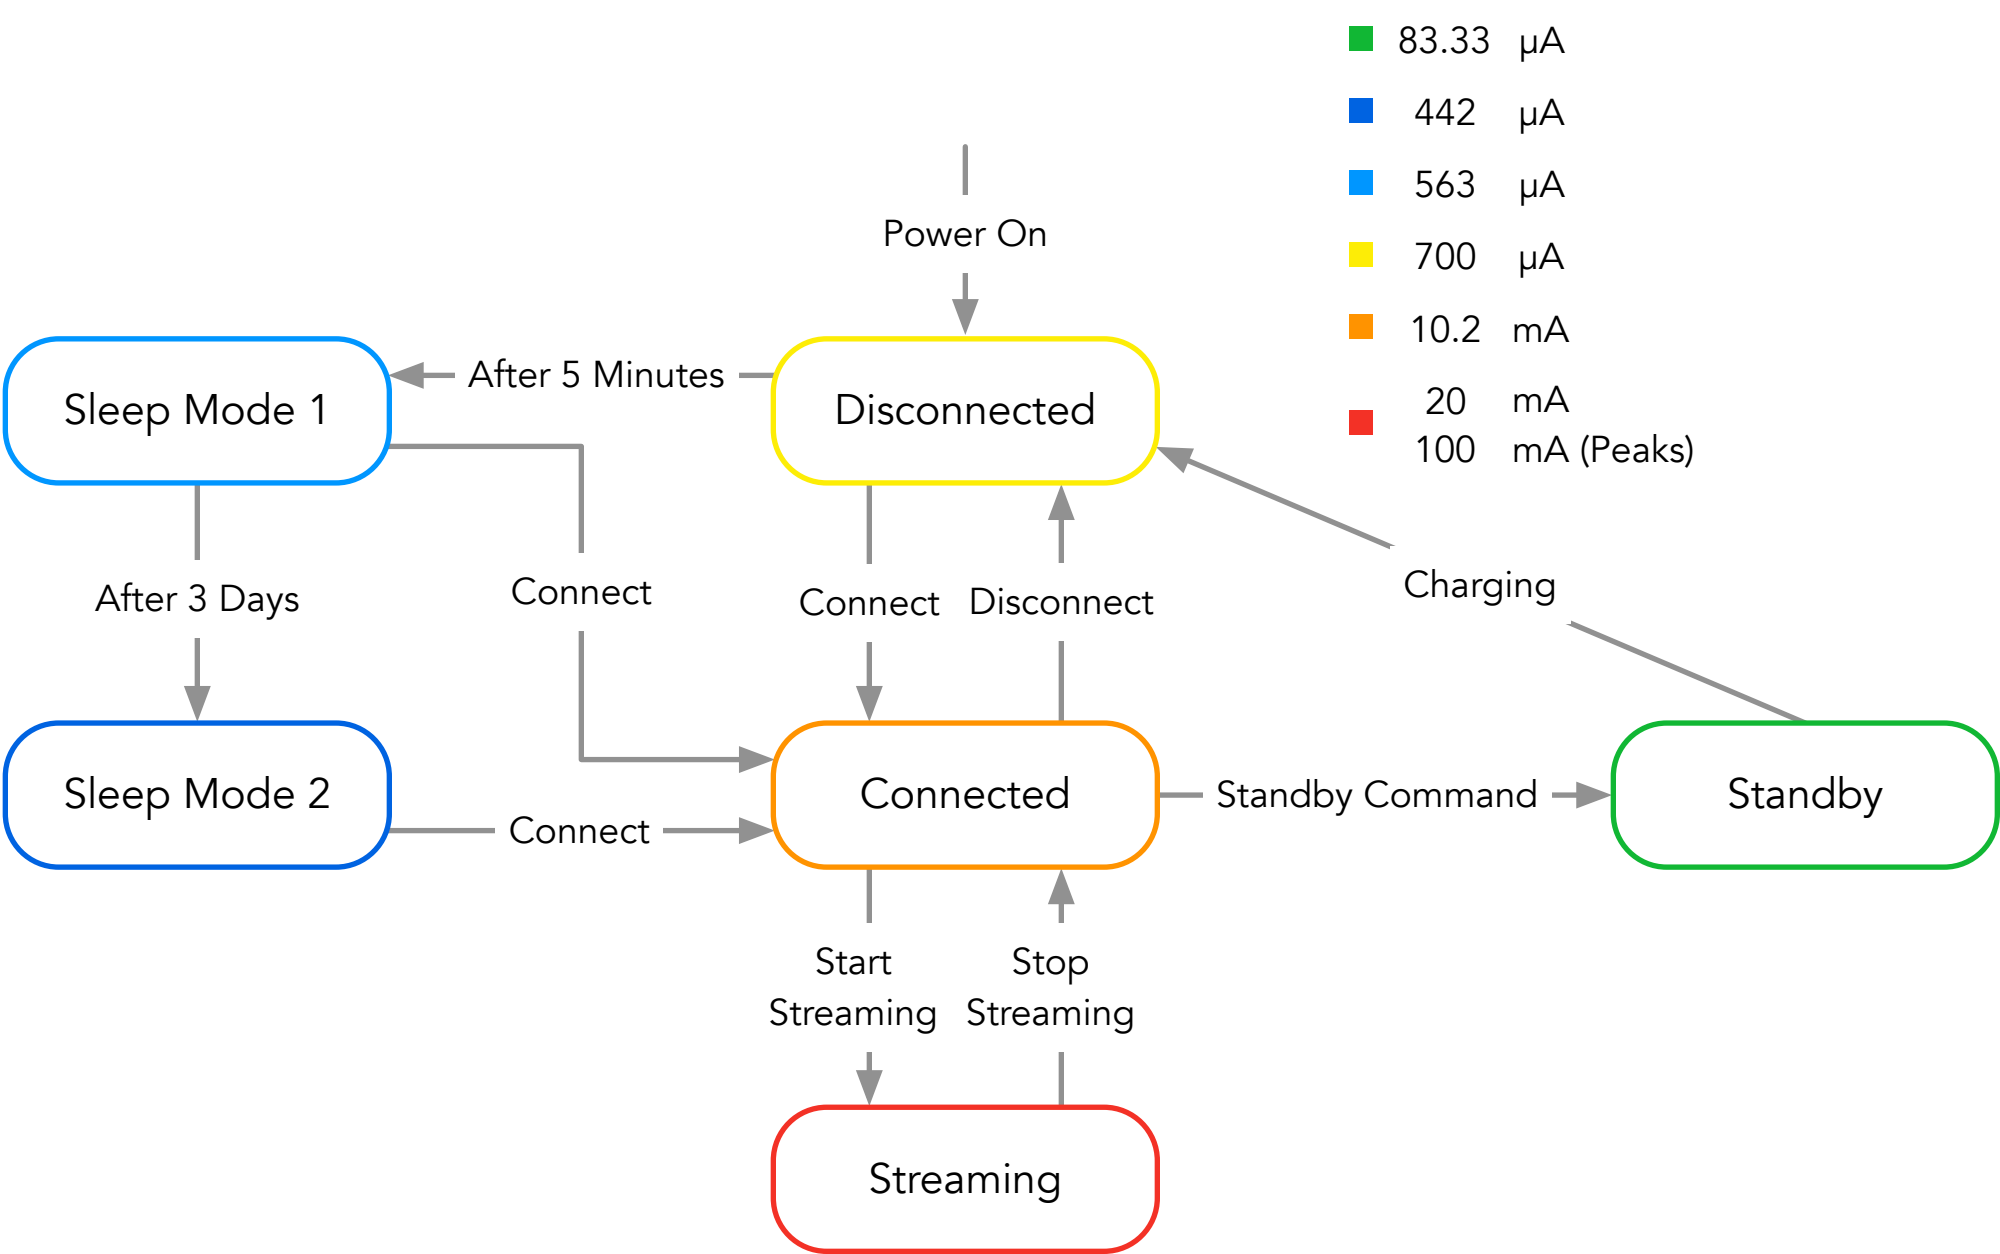 83.33 µA
442 µA
563 µA
700 µA
10.2 mA
20 mA
100 mA (Peaks)
Power On
After 5 Minutes
Sleep Mode 1
Disconnected
After 3 Days
Connect
Connect
Disconnect
Charging
Sleep Mode 2
Connect
Connected
Standby Command
Standby
Start
Streaming
Stop
Streaming
Streaming